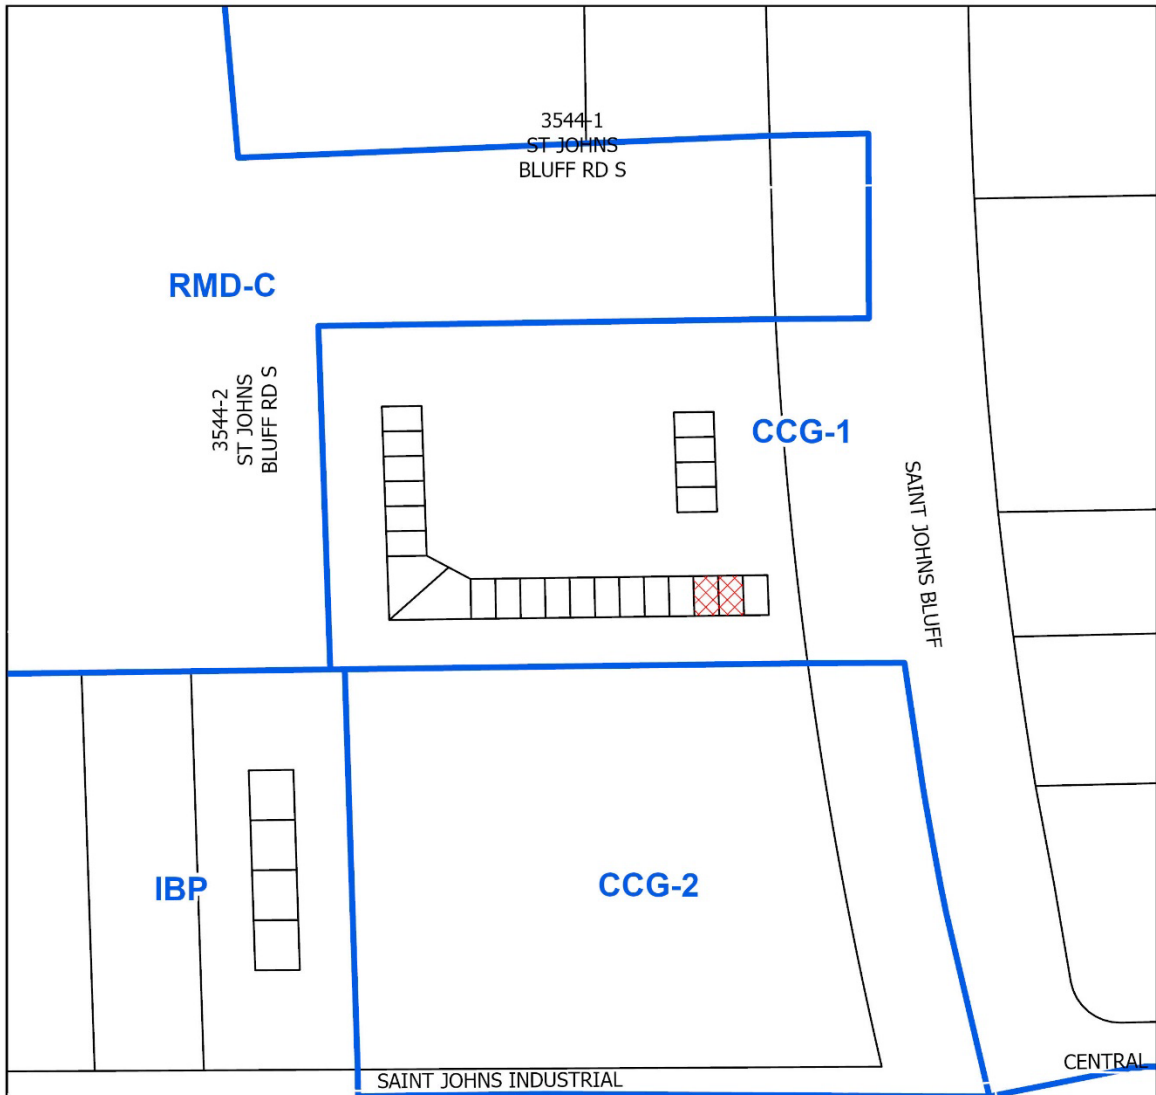 3544-1
ST JOHNS
BLUFF RD S
RMD-C
3544-2
ST JOHNS
BLUFF RD S
CCG-1
SAINT JOHNS BLUFF
IBP
CCG-2
CENTRAL
SAINT JOHNS INDUSTRIAL